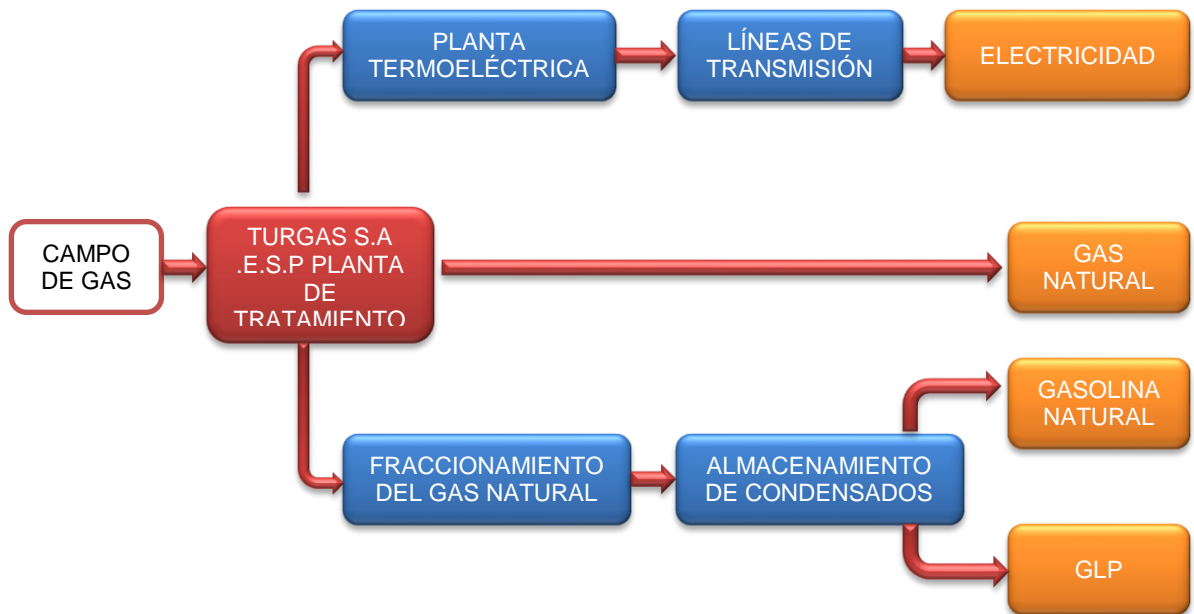 PLANTA
TERMOELÉCTRICA
LÍNEAS DE
TRANSMISIÓN
ELECTRICIDAD
CAMPO
DE GAS
TURGAS S.A
.E.S.P PLANTA
DE
TRATAMIENTO
GAS
NATURAL
GASOLINA
NATURAL
FRACCIONAMIENTO
DEL GAS NATURAL
ALMACENAMIENTO
DE CONDENSADOS
GLP